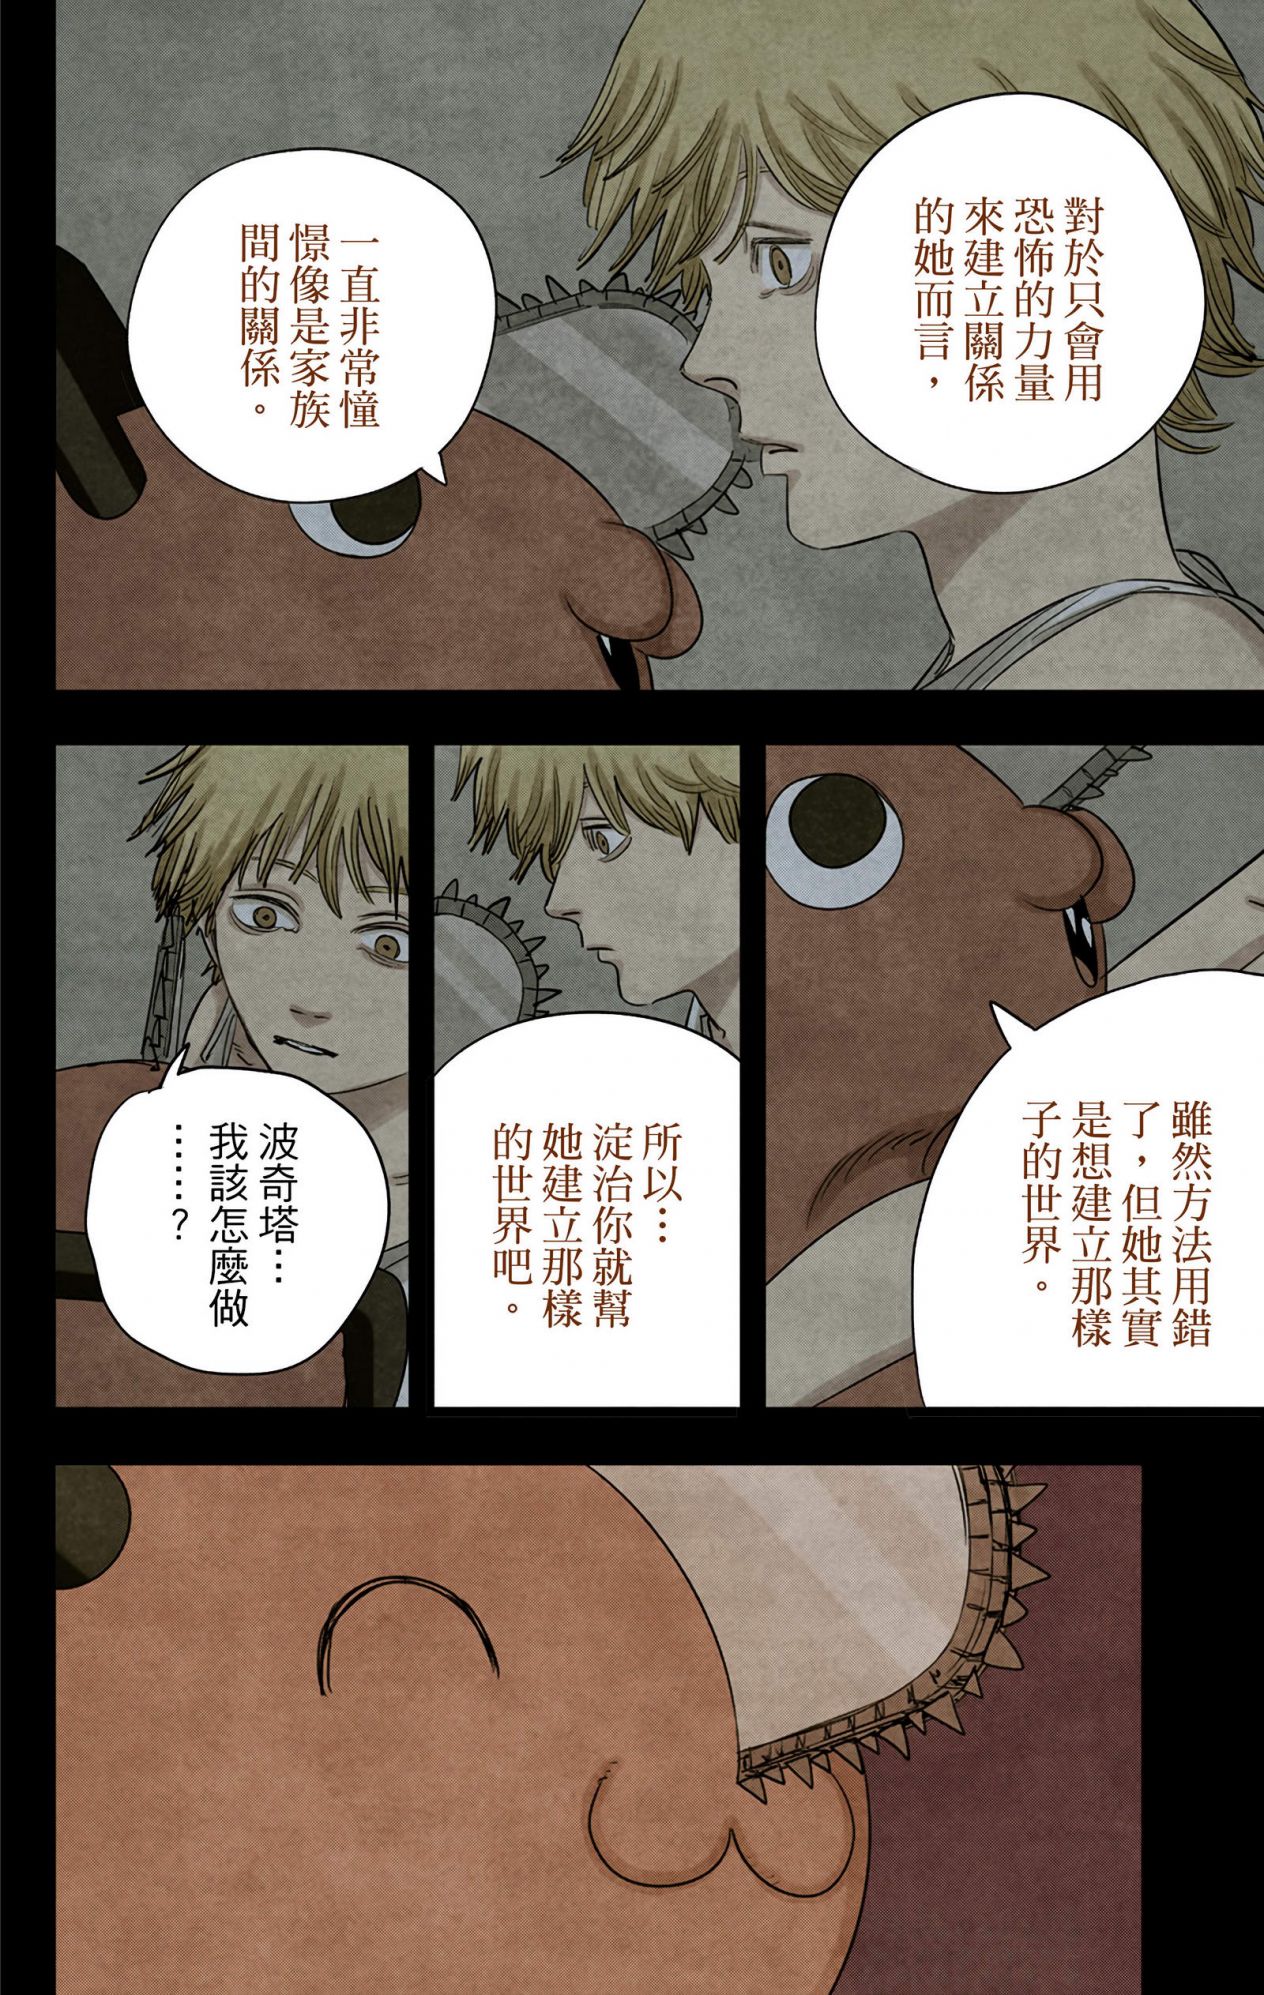 對於只會用
恐怖的力量
來建立關係
的她而言，
一直非常憧
憬像是家族
間的關係。
雖然方法用錯
了，但她其實
是想建立那樣
子的世界。
所以…
淀治你就幫
她建立那樣
的世界吧。
波奇塔…
我該怎麼做
……？